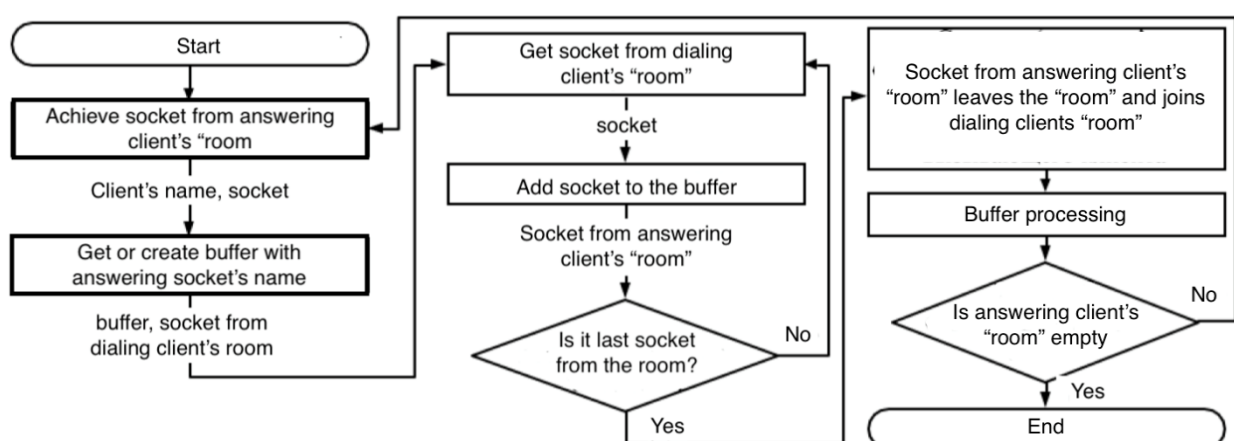 Start
Achieve socket from answering
client's “room
Client's name, socket
Get or create buffer with
answering socket's name
buffer, socket from
dialing client's room
Get socket from dialing
client's “room”
socket
Add socket to the buffer
Socket from answering
client's “room”
Is it last socket
from the room?
No
Yes
Socket from answering client's
“room” leaves the “room” and joins
dialing clients “room”
Buffer processing
Is answering client's
“room” empty
No
Yes
End